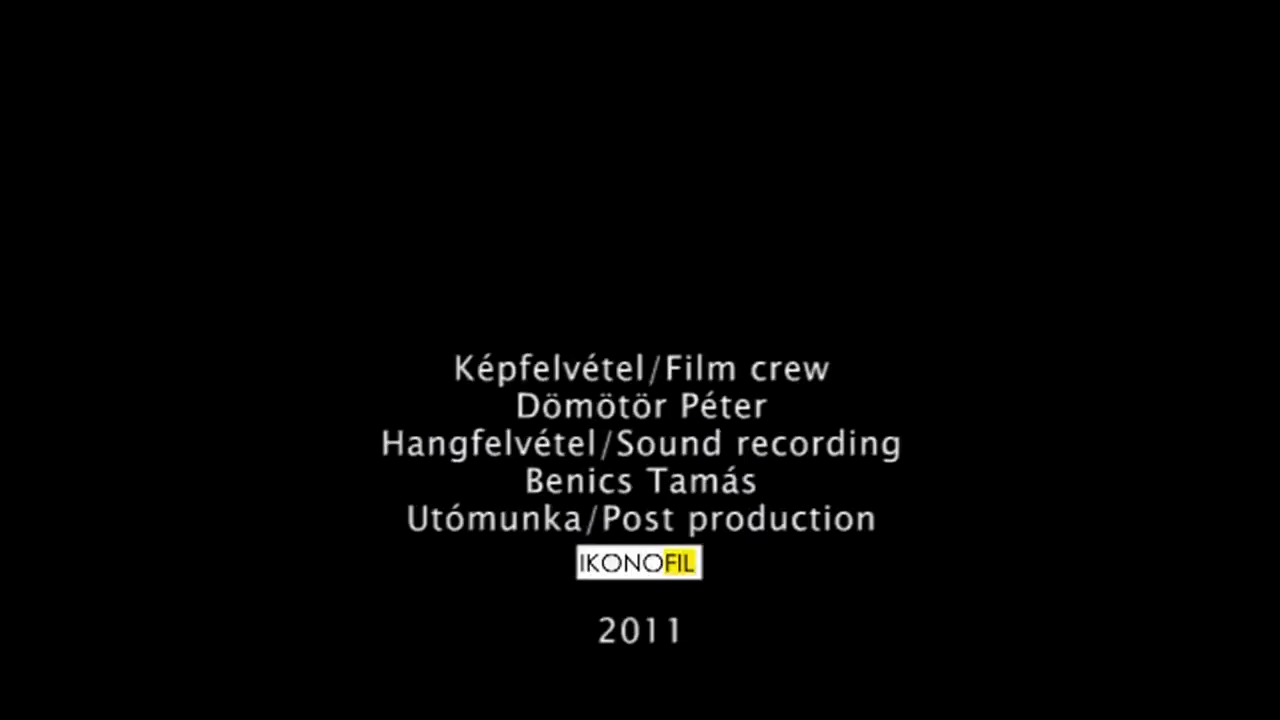 Képfelvétel/Film crew
Dömötör Péter
Hangfelvétel/Sound recording
Benics Tamás
Utómunka/Post production
IKONOFIL
2011